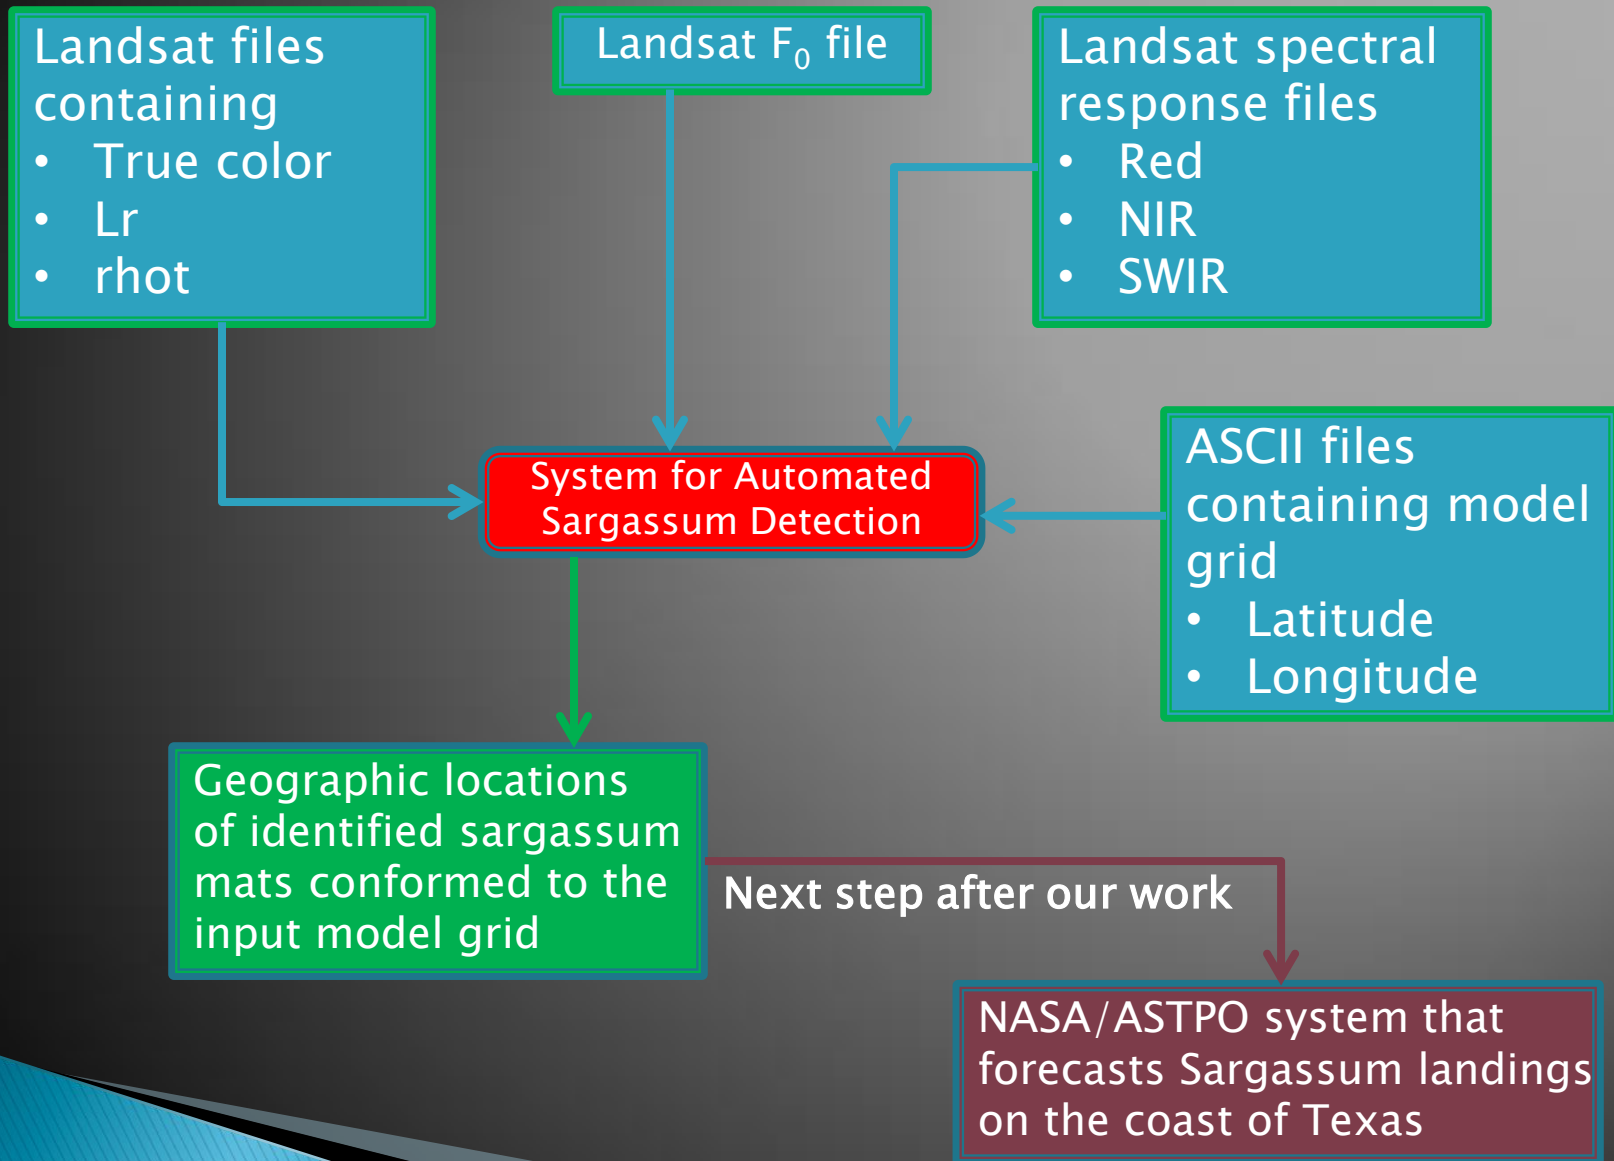 Landsat files
containing
• True color
• Lr
• rhot
Landsat F₀ file
Landsat spectral
response files
• Red
• NIR
• SWIR
System for Automated
Sargassum Detection
ASCII files
containing model
grid
• Latitude
• Longitude
Geographic locations
of identified sargassum
mats conformed to the
input model grid
Next step after our work
NASA/ASTPO system that
forecasts Sargassum landings
on the coast of Texas